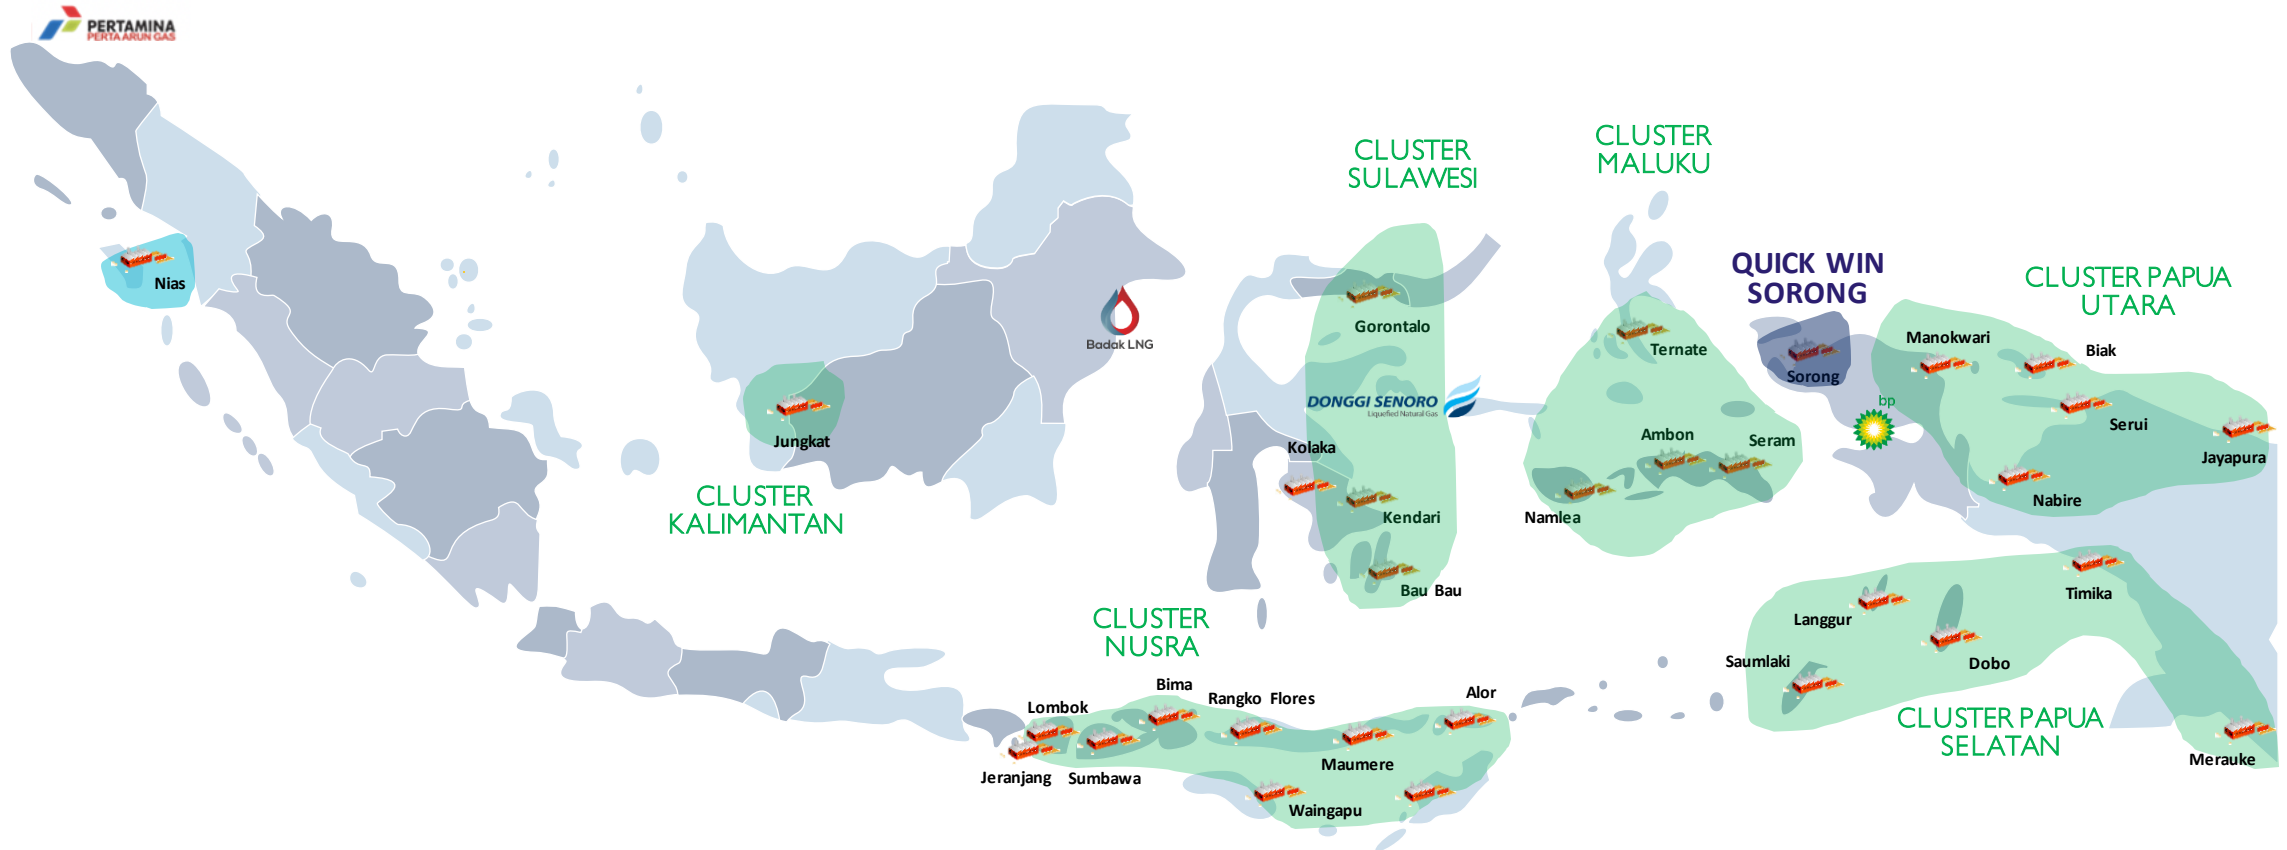 PERTAMINA
PERTA ARUN GAS
CLUSTER
MALUKU
CLUSTER
SULAWESI
QUICK WIN
SORONG
CLUSTER PAPUA
UTARA
Nias
Badak LNG
Gorontalo
Ternate
Manokwari
Biak
Sorong
bp
DONGGI SENORO
Liquefied Natural Gas
Serui
Jungkat
Kolaka
Ambon
Seram
Jayapura
CLUSTER
KALIMANTAN
Kendari
Namlea
Nabire
Bau Bau
Timika
CLUSTER
NUSRA
Langgur
Saumlaki
Dobo
Bima
Rangko Flores
Alor
Lombok
CLUSTER PAPUA
SELATAN
Jeranjang
Sumbawa
Maumere
Merauke
Waingapu